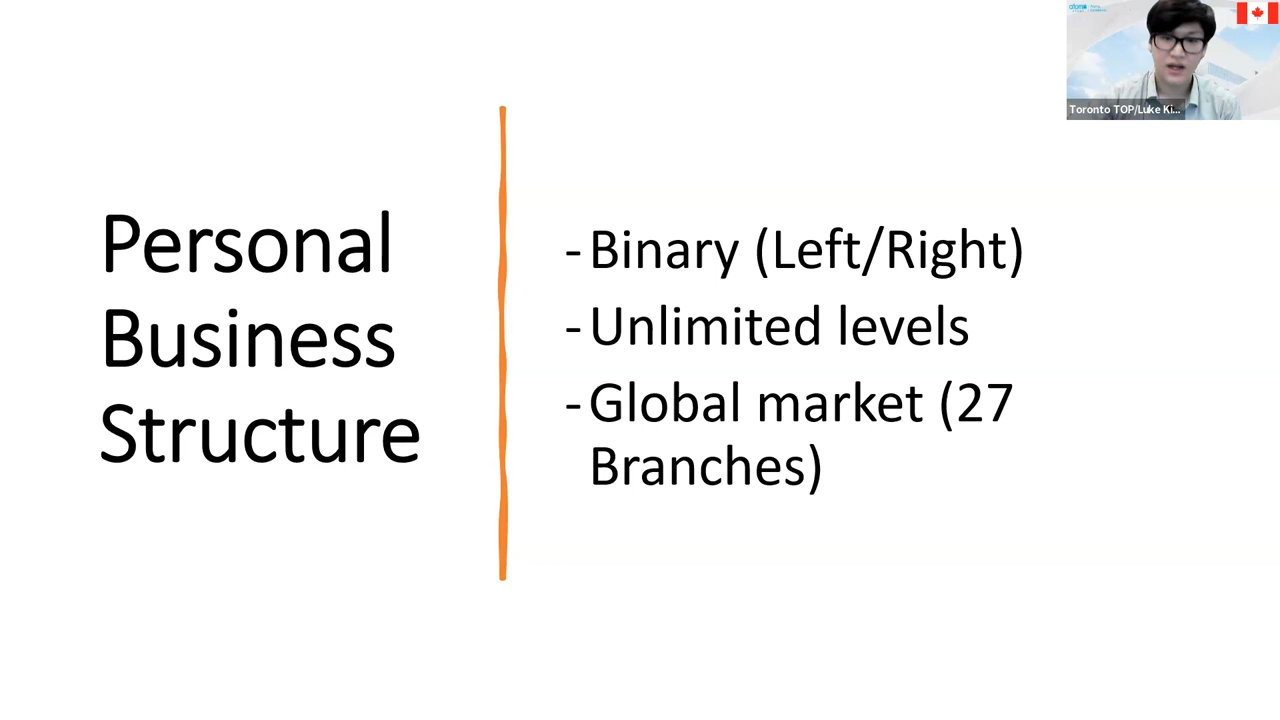 Personal
Business
Structure
- Binary (Left/Right)
- Unlimited levels
- Global market (27
Branches)
Toronto TOP/Luke Ki...